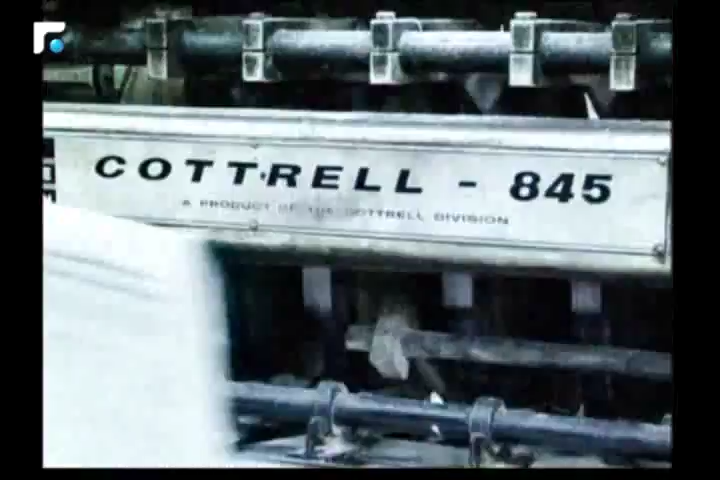 COTTRELL - 845
A PRODUCT OF THE COTTRELL DIVISION